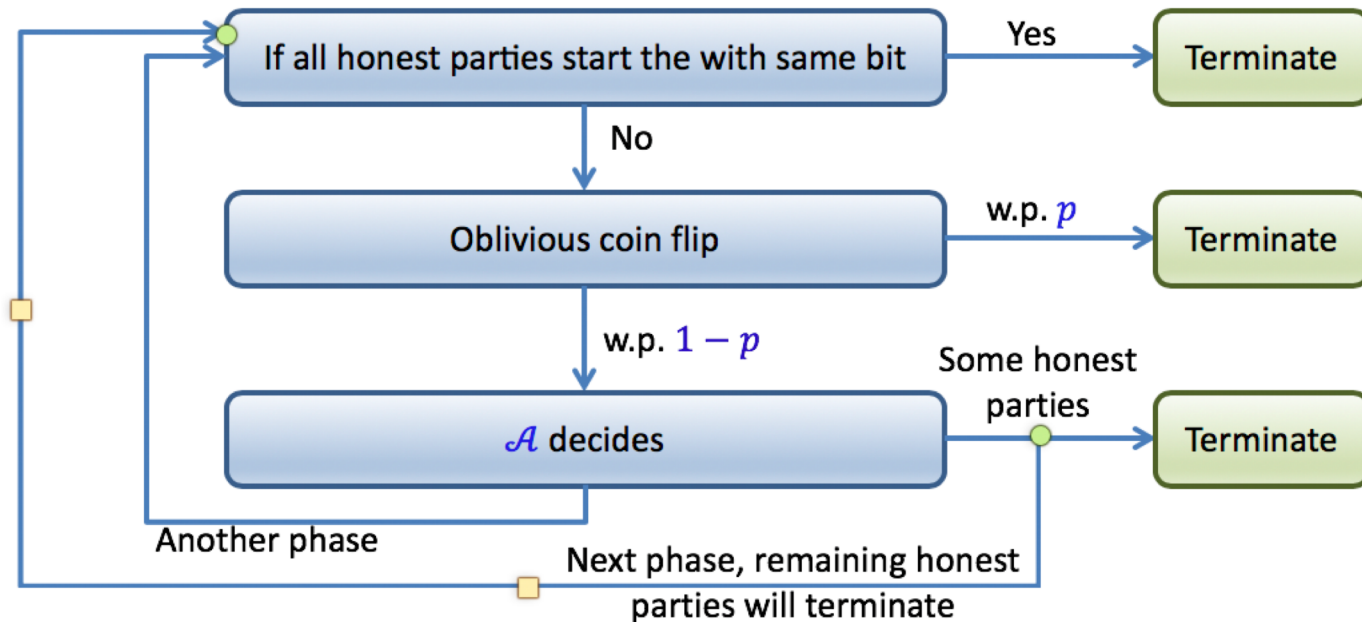 If all honest parties start the with same bit
Yes
Terminate
No
Oblivious coin flip
w.p. p
Terminate
w.p. 1 − p
Some honest
parties
𝒜 decides
Terminate
Another phase
Next phase, remaining honest
parties will terminate